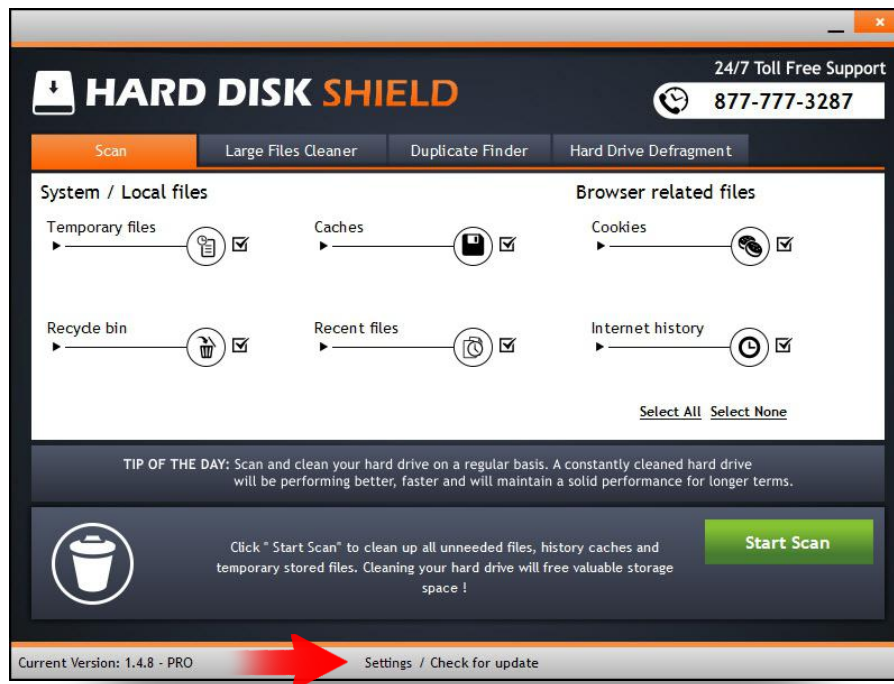 24/7 Toll Free Support
HARD DISK SHIELD
877-777-3287
Scan
Large Files Cleaner
Duplicate Finder
Hard Drive Defragment
System / Local files
Browser related files
Temporary files
Caches
Cookies
Recycle bin
Recent files
Internet history
Select All Select None
TIP OF THE DAY: Scan and clean your hard drive on a regular basis. A constantly cleaned hard drive
will be performing better, faster and will maintain a solid performance for longer terms.
Click " Start Scan" to clean up all unneeded files, history caches and
temporary stored files. Cleaning your hard drive will free valuable storage
space !
Start Scan
Current Version: 1.4.8 - PRO
Settings / Check for update